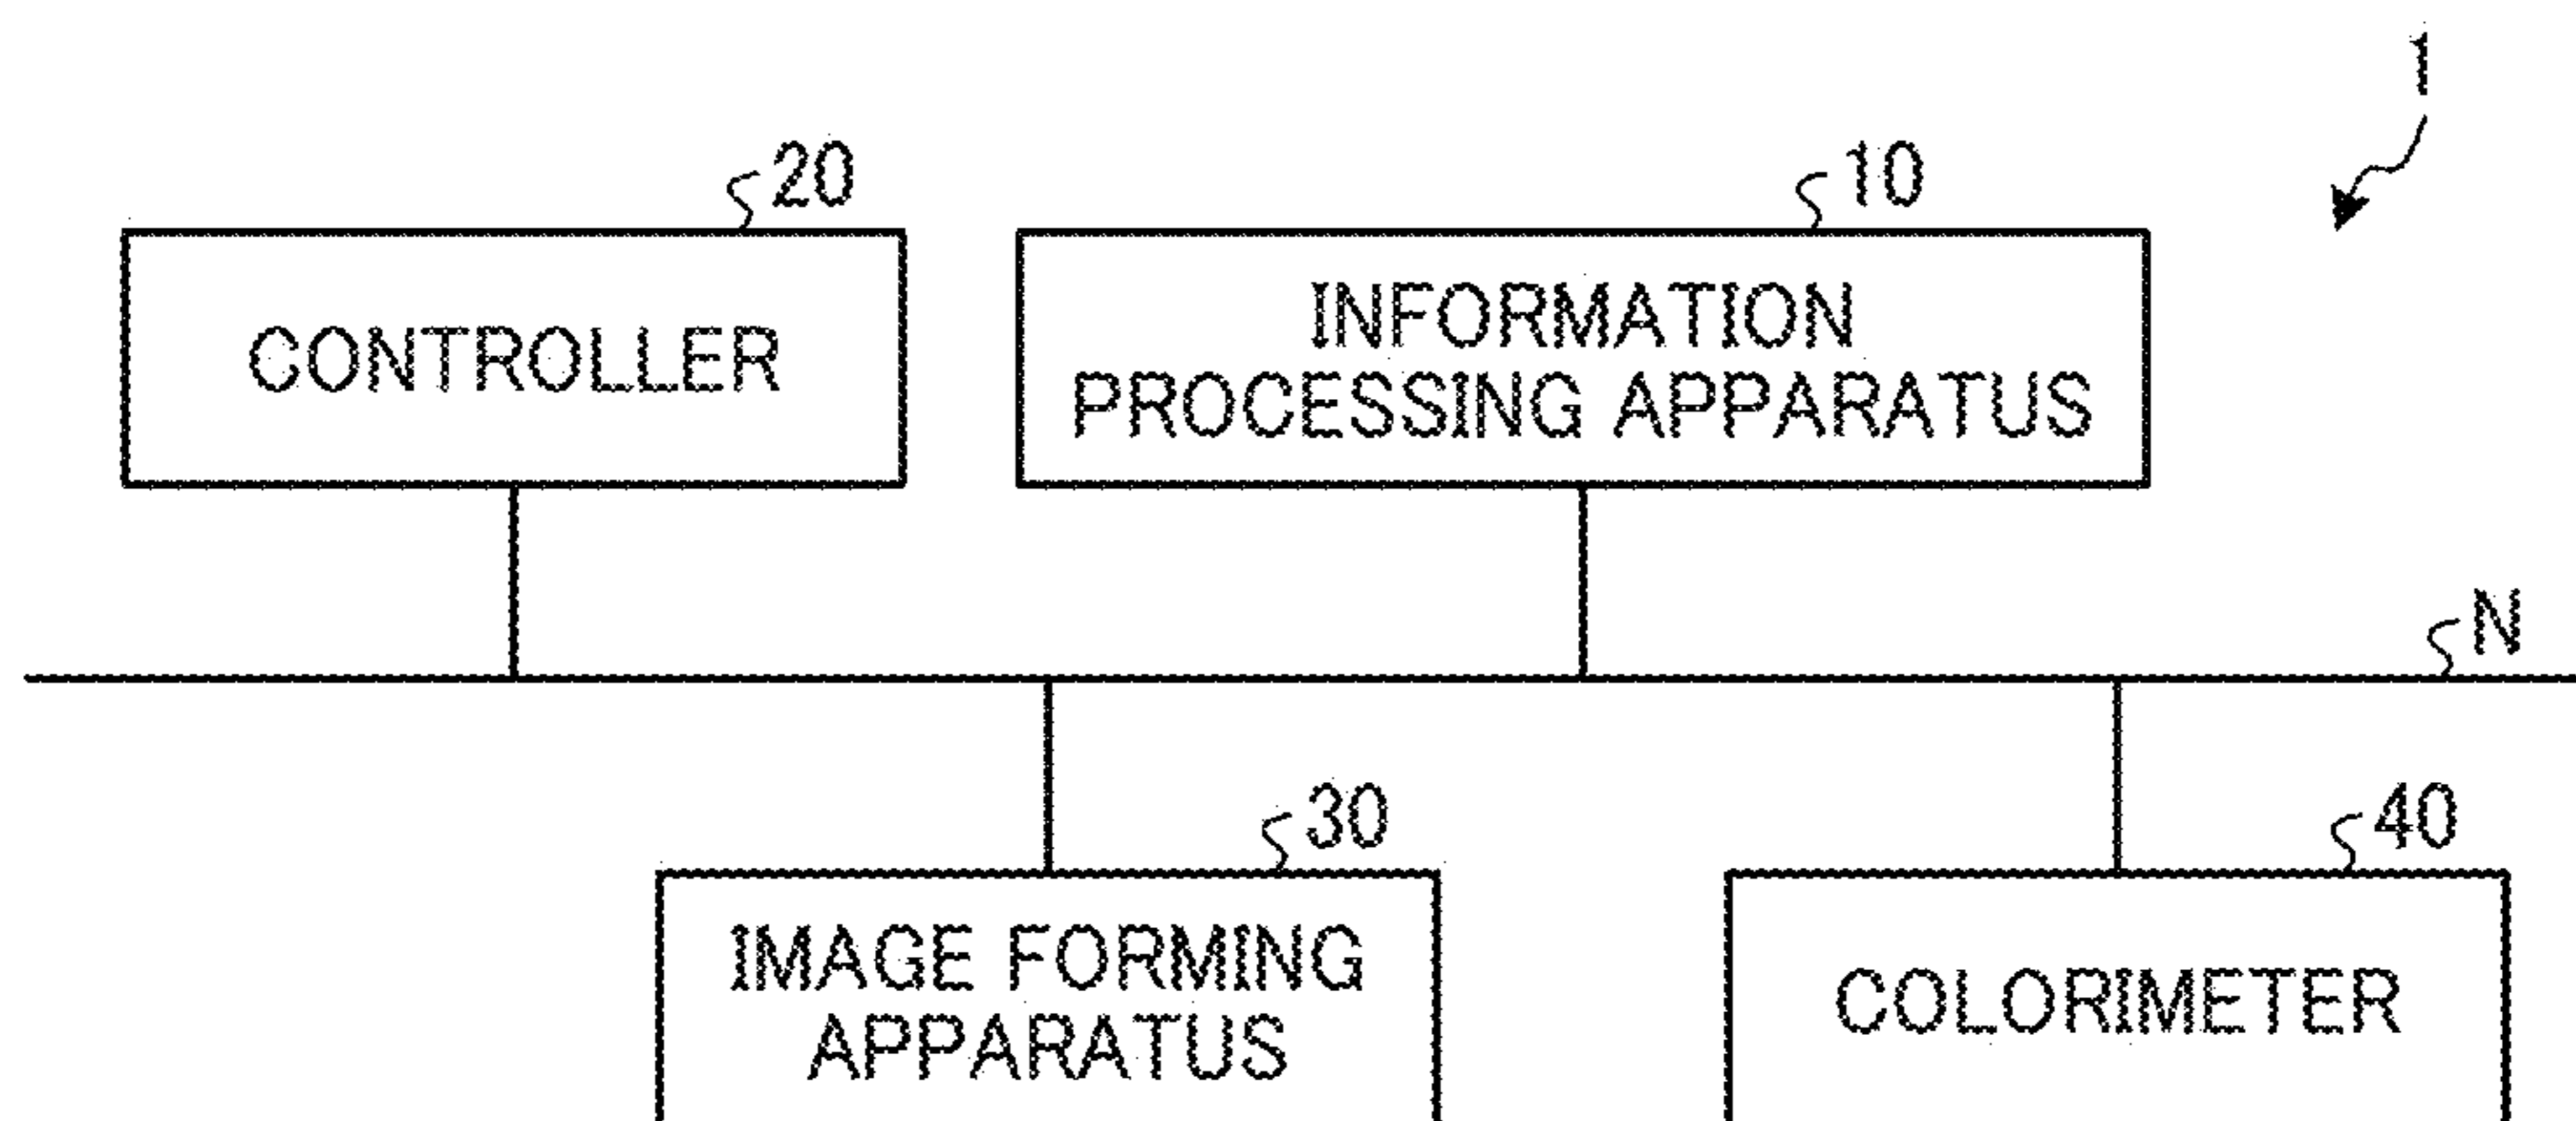 1
20
10
CONTROLLER
INFORMATION
PROCESSING APPARATUS
N
30
40
IMAGE FORMING
APPARATUS
COLORIMETER